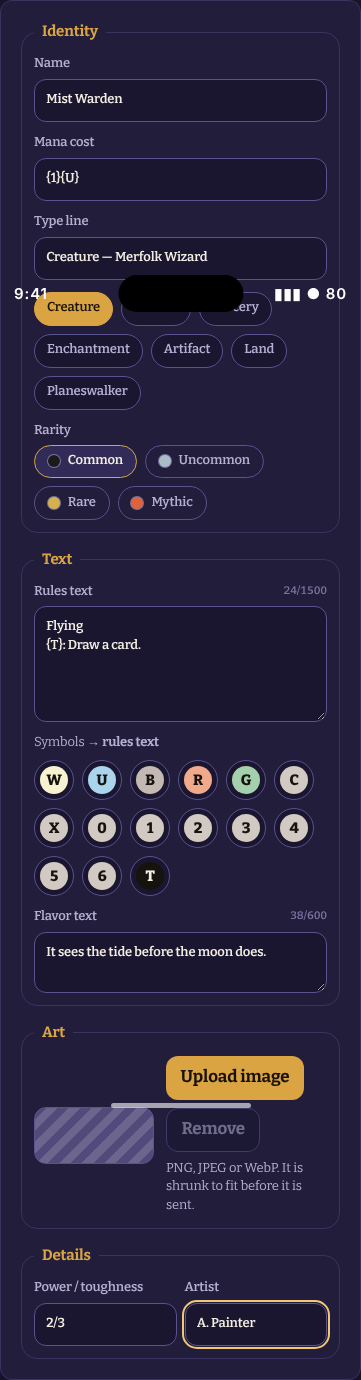 Identity
Name
Mist Warden
Mana cost
{1}{U}
Type line
Creature — Merfolk Wizard
9:41
80
Creature
Enchantment Artifact Land
Planeswalker
Rarity
Common Uncommon
Rare Mythic
Text
Rules text 24/1500
Flying
{T}: Draw a card.
Symbols → rules text
W U B R G C
X 0 1 2 3 4
5 6 T
Flavor text 38/600
It sees the tide before the moon does.
Art
Upload image
Remove
PNG, JPEG or WebP. It is
shrunk to fit before it is
sent.
Details
Power / toughness Artist
2/3 A. Painter